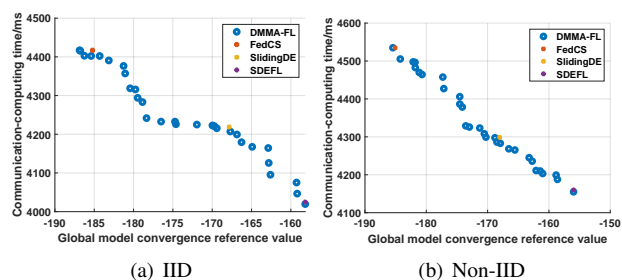 4500
4400
4300
4200
4100
4000
-190
-185
-180
-175
-170
-165
-160
Communication-computing time/ms
Global model convergence reference value
DMMA-FL
FedCS
SlidingDE
SDEFL
(a) IID
4600
4500
4400
4300
4200
4100
-190
-180
-170
-160
-150
Communication-computing time/ms
Global model convergence reference value
DMMA-FL
FedCS
SlidingDE
SDEFL
(b) Non-IID